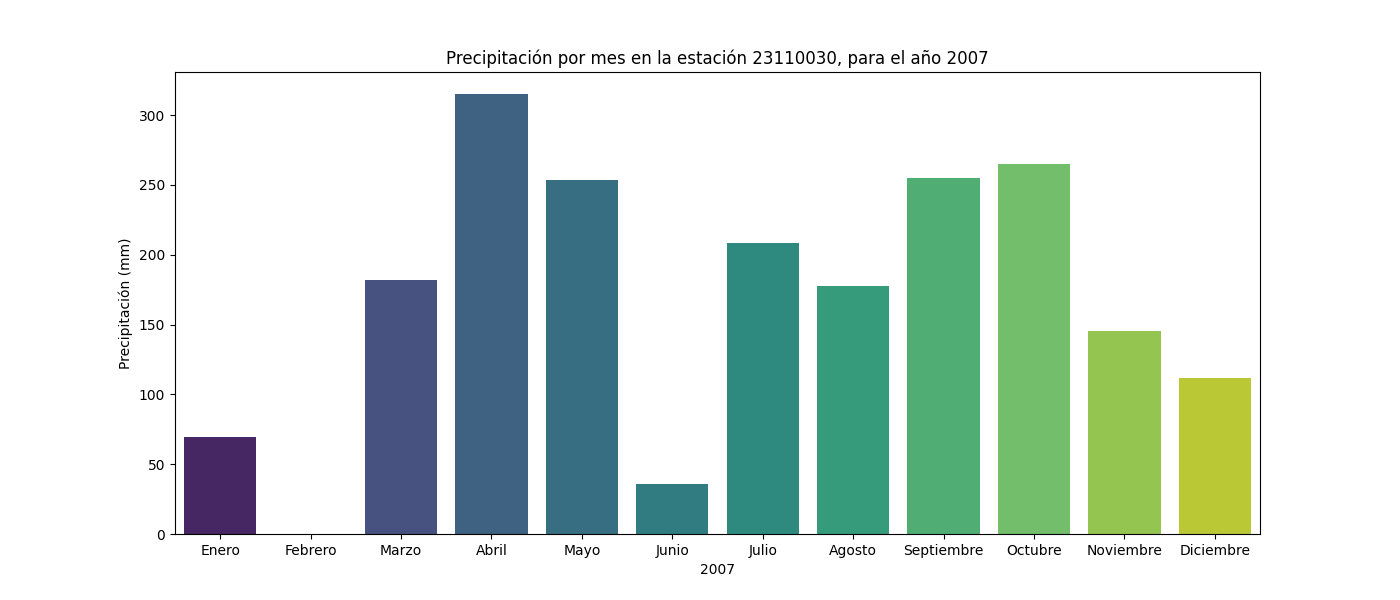 Precipitación por mes en la estación 23110030, para el año 2007
Precipitación (mm)
300
250
200
150
100
50
0
Enero Febrero Marzo Abril Mayo Junio Julio Agosto Septiembre Octubre Noviembre Diciembre
2007